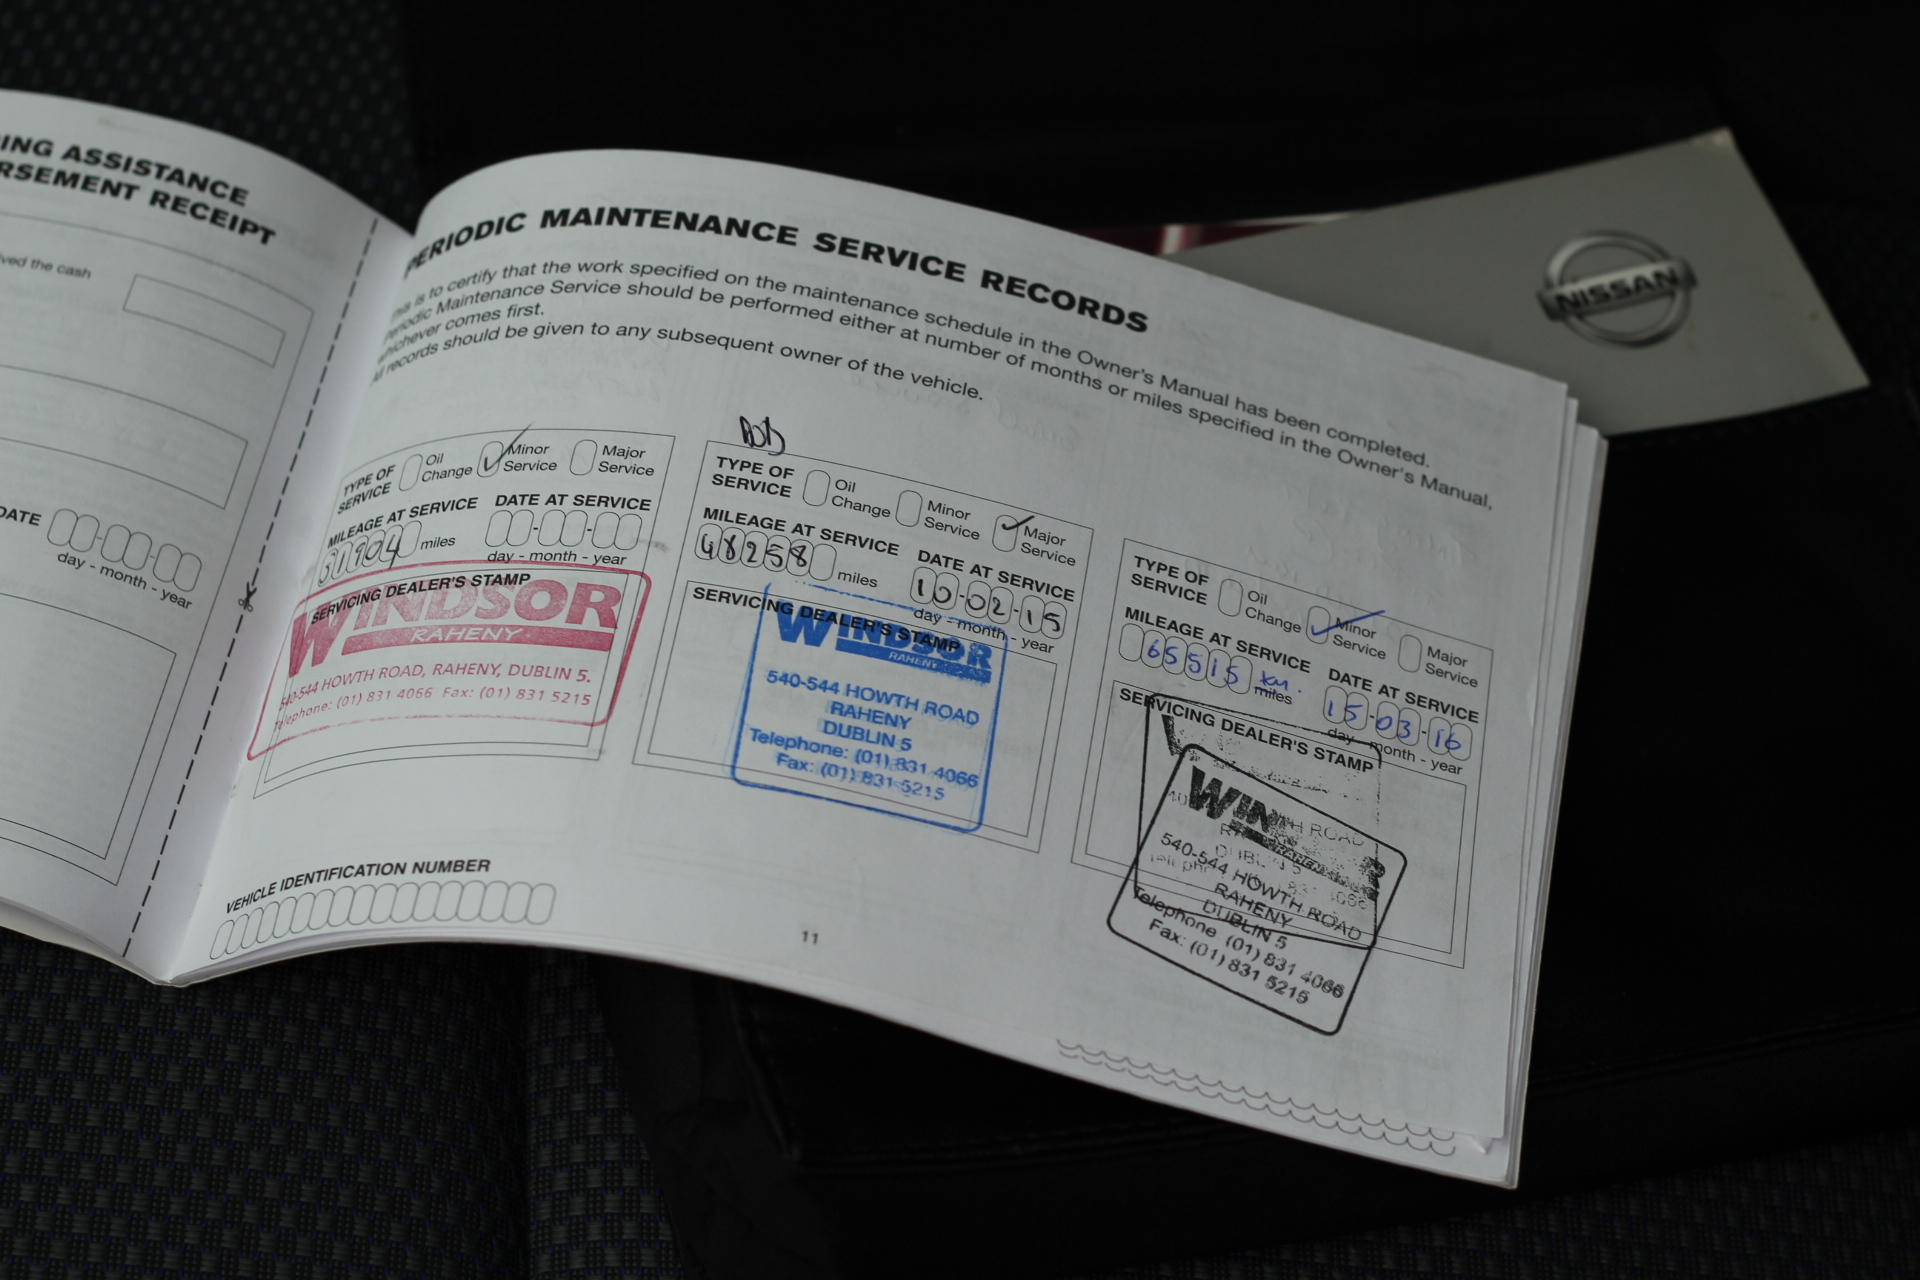 ING ASSISTANCE
RSEMENT RECEIPT
ved the cash
DATE
day - month - year
PERIODIC MAINTENANCE SERVICE RECORDS
This is to certify that the work specified on the maintenance schedule in the Owner's Manual has been completed.
Periodic Maintenance Service should be performed either at number of months or miles specified in the Owner's Manual,
whichever comes first.
All records should be given to any subsequent owner of the vehicle.
TYPE OF SERVICE Oil Change Minor Service Major Service
MILEAGE AT SERVICE DATE AT SERVICE
31904 miles
day - month - year
SERVICING DEALER'S STAMP
WINDSOR
RAHENY
540-544 HOWTH ROAD, RAHENY, DUBLIN 5.
Telephone: (01) 831 4066 Fax: (01) 831 5215
TYPE OF SERVICE Oil Change Minor Service Major Service
MILEAGE AT SERVICE DATE AT SERVICE
48258 miles 10-02-15
day - month - year
SERVICING DEALER'S STAMP
WINDSOR
RAHENY
540-544 HOWTH ROAD
RAHENY
DUBLIN 5
Telephone: (01) 831 4066
Fax: (01) 831 5215
TYPE OF SERVICE Oil Change Minor Service Major Service
MILEAGE AT SERVICE DATE AT SERVICE
65515 km. miles 15-03-16
day - month - year
SERVICING DEALER'S STAMP
WIN
RAHENY
540-544 HOWTH ROAD
RAHENY
DUBLIN 5
Telephone (01) 831 4066
Fax: (01) 831 5215
VEHICLE IDENTIFICATION NUMBER
11
NISSAN